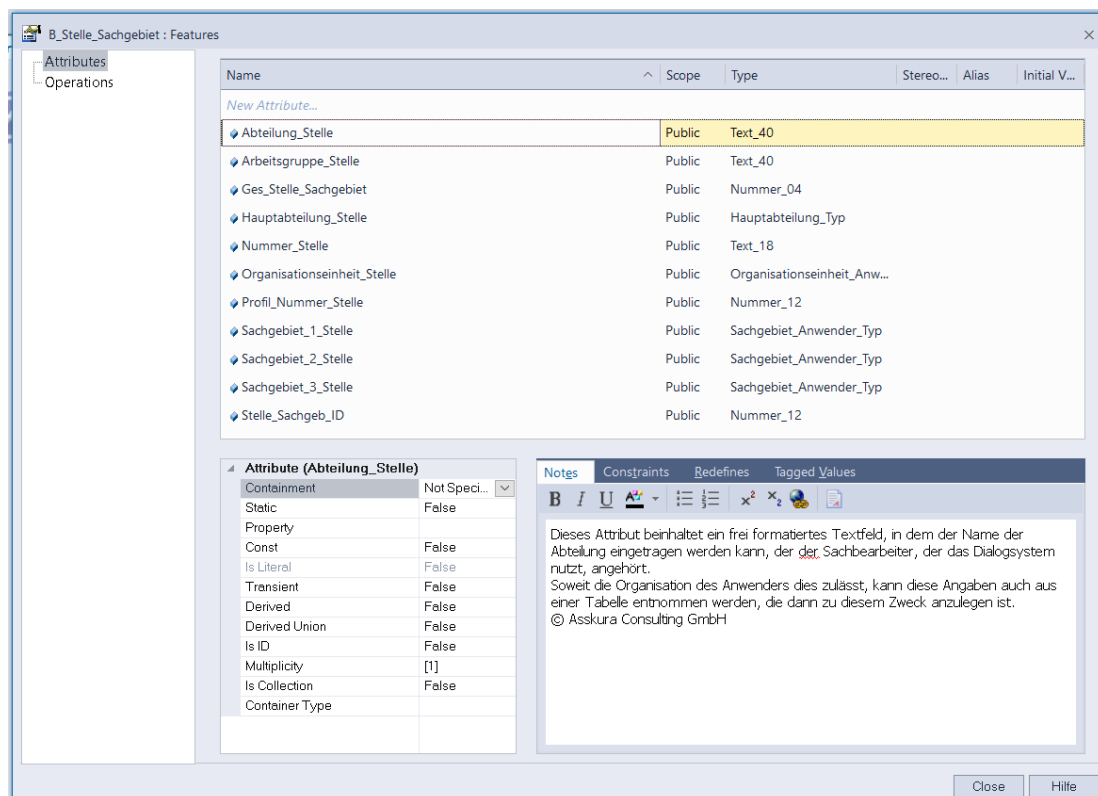 B_Stelle_Sachgebiet : Features
Attributes
Operations
Name Scope Type Stereo... Alias Initial V...
New Attribute...
Abteilung_Stelle Public Text_40
Arbeitsgruppe_Stelle Public Text_40
Ges_Stelle_Sachgebiet Public Nummer_04
Hauptabteilung_Stelle Public Hauptabteilung_Typ
Nummer_Stelle Public Text_18
Organisationseinheit_Stelle Public Organisationseinheit_Anw...
Profil_Nummer_Stelle Public Nummer_12
Sachgebiet_1_Stelle Public Sachgebiet_Anwender_Typ
Sachgebiet_2_Stelle Public Sachgebiet_Anwender_Typ
Sachgebiet_3_Stelle Public Sachgebiet_Anwender_Typ
Stelle_Sachgeb_ID Public Nummer_12
Attribute (Abteilung_Stelle)
Containment Not Speci...
Static False
Property
Const False
Is Literal False
Transient False
Derived False
Derived Union False
Is ID False
Multiplicity [1]
Is Collection False
Container Type
Notes Constraints Redefines Tagged Values
B I U A x² x₂
Dieses Attribut beinhaltet ein frei formatiertes Textfeld, in dem der Name der
Abteilung eingetragen werden kann, der der Sachbearbeiter, der das Dialogsystem
nutzt, angehört.
Soweit die Organisation des Anwenders dies zulässt, kann diese Angaben auch aus
einer Tabelle entnommen werden, die dann zu diesem Zweck anzulegen ist.
© Asskura Consulting GmbH
Close Hilfe